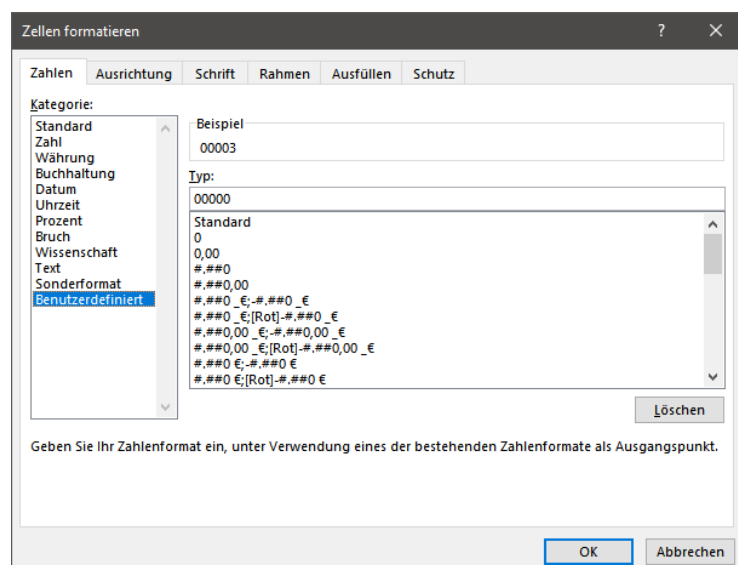 Zellen formatieren
Zahlen Ausrichtung Schrift Rahmen Ausfüllen Schutz
Kategorie:
Standard
Zahl
Währung
Buchhaltung
Datum
Uhrzeit
Prozent
Bruch
Wissenschaft
Text
Sonderformat
Benutzerdefiniert
Beispiel
00003
Typ:
00000
Standard
0
0,00
#.##0
#.##0,00
#.##0 _€;-#.##0 _€
#.##0 _€;[Rot]-#.##0 _€
#.##0,00 _€;-#.##0,00 _€
#.##0,00 _€;[Rot]-#.##0,00 _€
#.##0 €;-#.##0 €
#.##0 €;[Rot]-#.##0 €
Löschen
Geben Sie Ihr Zahlenformat ein, unter Verwendung eines der bestehenden Zahlenformate als Ausgangspunkt.
OK Abbrechen